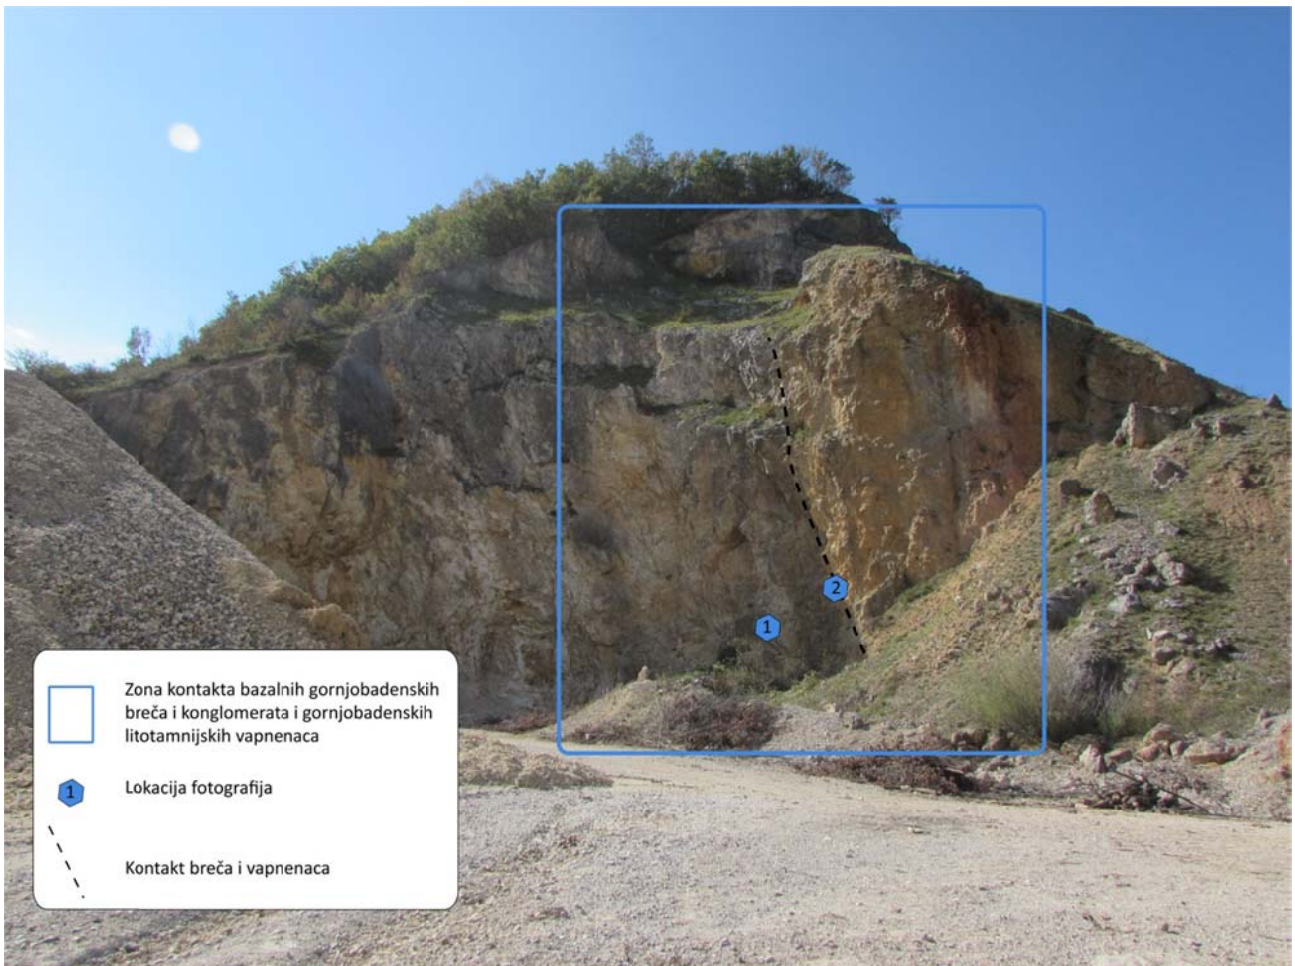 2
1
Zona kontakta bazalnih gornjobadenskih
breča i konglomerata i gornjobadenskih
litotamnijskih vapnenaca
1
Lokacija fotografija
Kontakt breča i vapnenaca